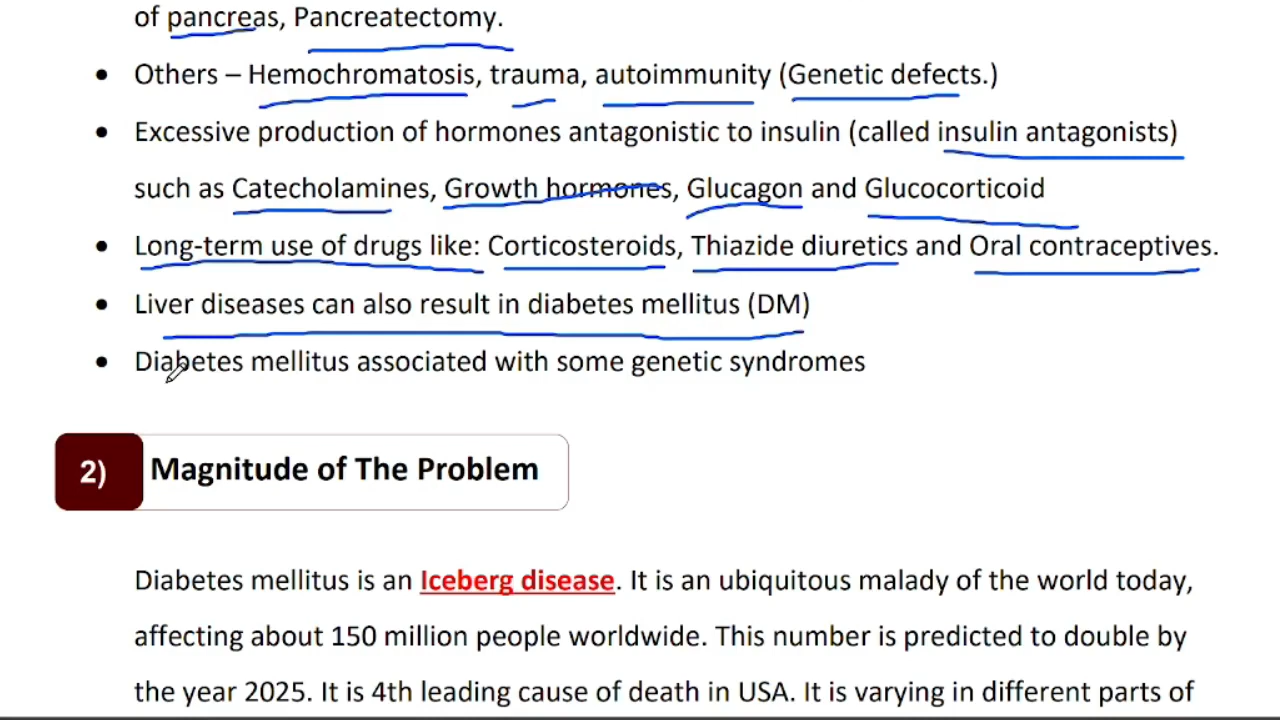 of pancreas, Pancreatectomy.
• Others – Hemochromatosis, trauma, autoimmunity (Genetic defects.)
• Excessive production of hormones antagonistic to insulin (called insulin antagonists)
such as Catecholamines, Growth hormones, Glucagon and Glucocorticoid
• Long-term use of drugs like: Corticosteroids, Thiazide diuretics and Oral contraceptives.
• Liver diseases can also result in diabetes mellitus (DM)
• Diabetes mellitus associated with some genetic syndromes
2) Magnitude of The Problem
Diabetes mellitus is an Iceberg disease. It is an ubiquitous malady of the world today,
affecting about 150 million people worldwide. This number is predicted to double by
the year 2025. It is 4th leading cause of death in USA. It is varying in different parts of